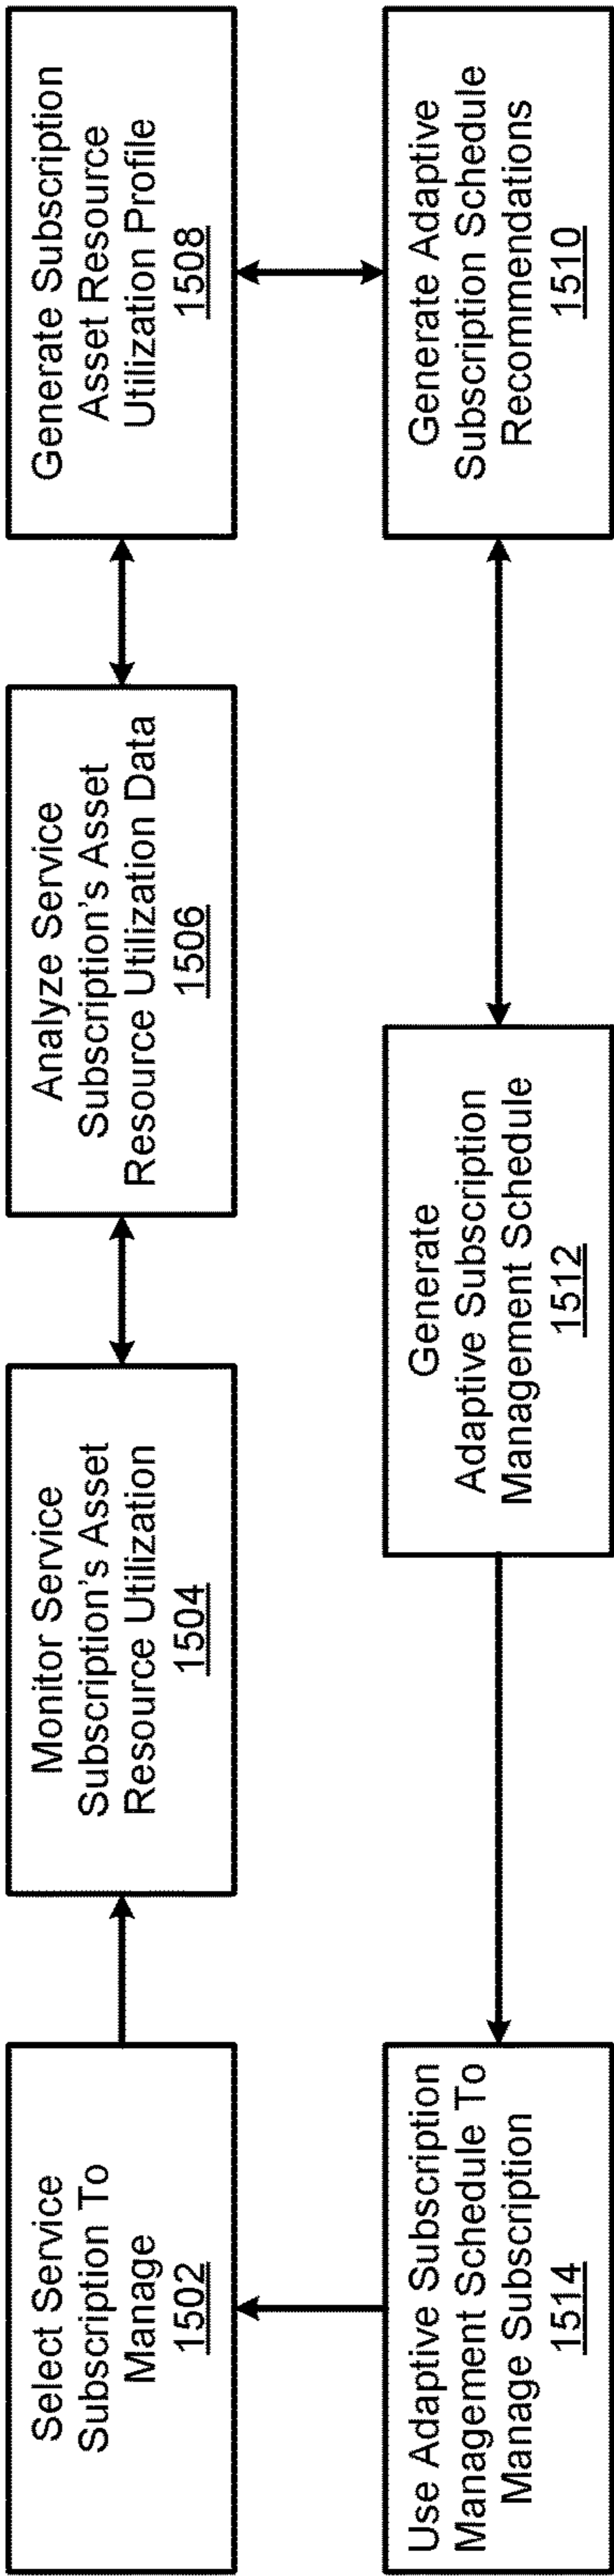 Select Service
Subscription To
Manage
1502
Monitor Service
Subscription's Asset
Resource Utilization
1504
Analyze Service
Subscription's Asset
Resource Utilization Data
1506
Generate Subscription
Asset Resource
Utilization Profile
1508
Generate Adaptive
Subscription Schedule
Recommendations
1510
Generate
Adaptive Subscription
Management Schedule
1512
Use Adaptive Subscription
Management Schedule To
Manage Subscription
1514